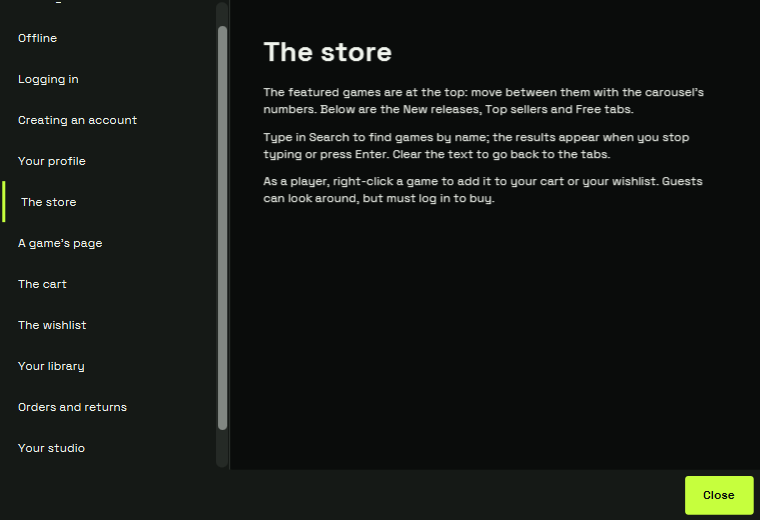 Offline
Logging in
Creating an account
Your profile
The store
A game's page
The cart
The wishlist
Your library
Orders and returns
Your studio
The store
The featured games are at the top: move between them with the carousel's
numbers. Below are the New releases, Top sellers and Free tabs.
Type in Search to find games by name; the results appear when you stop
typing or press Enter. Clear the text to go back to the tabs.
As a player, right-click a game to add it to your cart or your wishlist. Guests
can look around, but must log in to buy.
Close